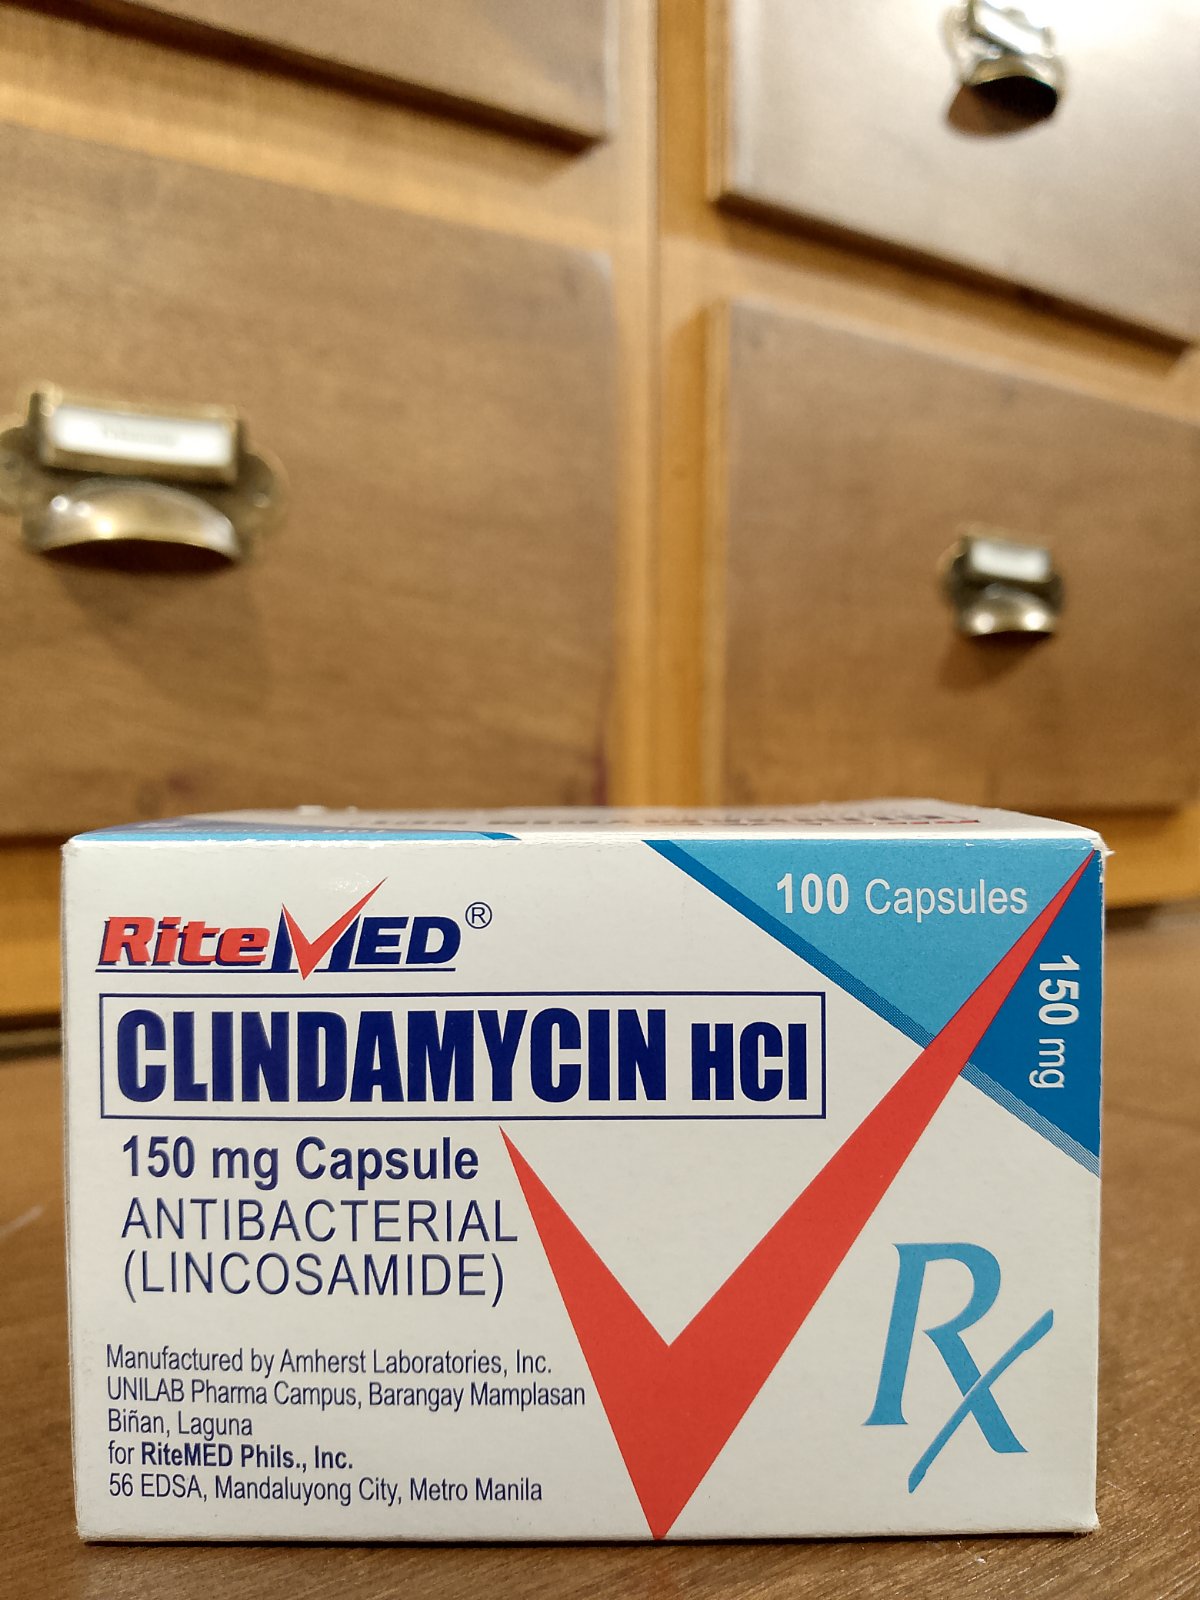 100 Capsules
RiteMED®
150 mg
CLINDAMYCIN HCl
150 mg Capsule
ANTIBACTERIAL
(LINCOSAMIDE)
Rx
Manufactured by Amherst Laboratories, Inc.
UNILAB Pharma Campus, Barangay Mamplasan
Biñan, Laguna
for RiteMED Phils., Inc.
56 EDSA, Mandaluyong City, Metro Manila